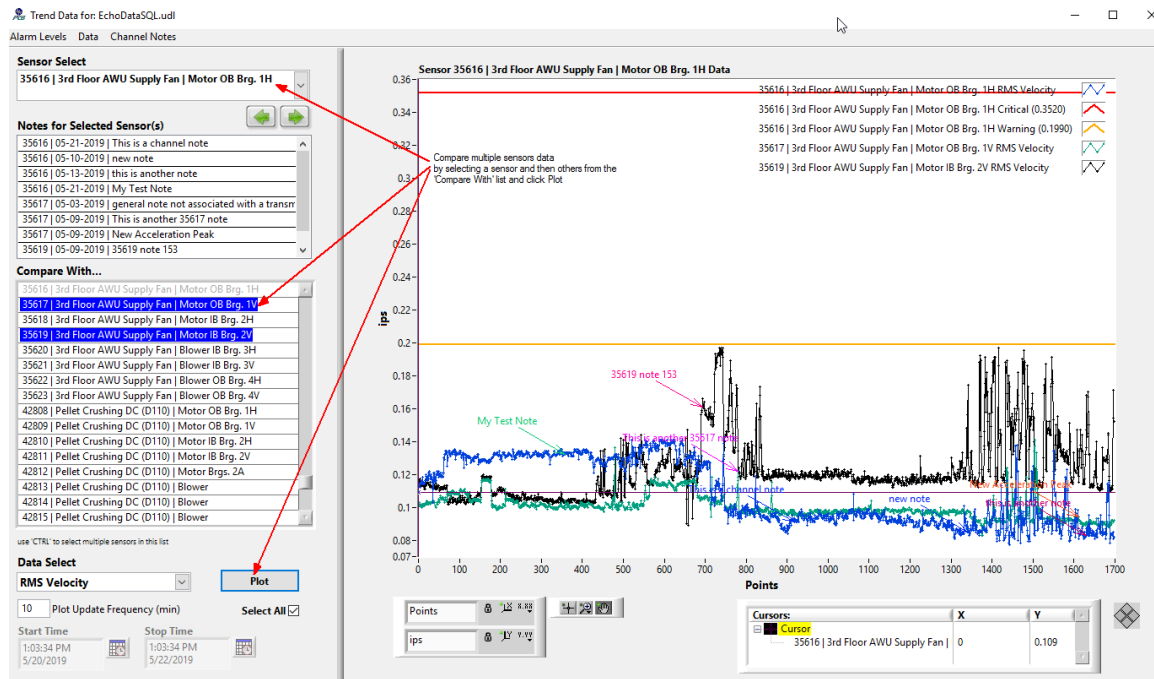 Trend Data for: EchoDataSQL.udl
Alarm Levels Data Channel Notes
Sensor Select
35616 | 3rd Floor AWU Supply Fan | Motor OB Brg. 1H
Notes for Selected Sensor(s)
35616 | 05-21-2019 | This is a channel note
35616 | 05-10-2019 | new note
35616 | 05-13-2019 | this is another note
35616 | 05-21-2019 | My Test Note
35617 | 05-03-2019 | general note not associated with a transm
35617 | 05-09-2019 | This is another 35617 note
35617 | 05-09-2019 | New Acceleration Peak
35619 | 05-09-2019 | 35619 note 153
Compare With...
35616 | 3rd Floor AWU Supply Fan | Motor OB Brg. 1H
35617 | 3rd Floor AWU Supply Fan | Motor OB Brg. 1V
35618 | 3rd Floor AWU Supply Fan | Motor IB Brg. 2H
35619 | 3rd Floor AWU Supply Fan | Motor IB Brg. 2V
35620 | 3rd Floor AWU Supply Fan | Blower IB Brg. 3H
35621 | 3rd Floor AWU Supply Fan | Blower IB Brg. 3V
35622 | 3rd Floor AWU Supply Fan | Blower OB Brg. 4H
35623 | 3rd Floor AWU Supply Fan | Blower OB Brg. 4V
42808 | Pellet Crushing DC (D110) | Motor OB Brg. 1H
42809 | Pellet Crushing DC (D110) | Motor OB Brg. 1V
42810 | Pellet Crushing DC (D110) | Motor IB Brg. 2H
42811 | Pellet Crushing DC (D110) | Motor IB Brg. 2V
42812 | Pellet Crushing DC (D110) | Motor Brgs. 2A
42813 | Pellet Crushing DC (D110) | Blower
42814 | Pellet Crushing DC (D110) | Blower
42815 | Pellet Crushing DC (D110) | Blower
use 'CTRL' to select multiple sensors in this list
Data Select
RMS Velocity
Plot
10 Plot Update Frequency (min)
Select All
Start Time
1:03:34 PM
5/20/2019
Stop Time
1:03:34 PM
5/22/2019
Sensor 35616 | 3rd Floor AWU Supply Fan | Motor OB Brg. 1H Data
35616 | 3rd Floor AWU Supply Fan | Motor OB Brg. 1H RMS Velocity
35616 | 3rd Floor AWU Supply Fan | Motor OB Brg. 1H Critical (0.3520)
35616 | 3rd Floor AWU Supply Fan | Motor OB Brg. 1H Warning (0.1990)
35617 | 3rd Floor AWU Supply Fan | Motor OB Brg. 1V RMS Velocity
35619 | 3rd Floor AWU Supply Fan | Motor IB Brg. 2V RMS Velocity
Compare multiple sensors data
by selecting a sensor and then others from the
'Compare With' list and click Plot
ips
0.36
0.34
0.32
0.3
0.28
0.26
0.24
0.22
0.2
0.18
0.16
0.14
0.12
0.1
0.08
0.07
35619 note 153
My Test Note
This is another 35617 note
channel note
new note
New Acceleration Peak
this is another note
0 100 200 300 400 500 600 700 800 900 1000 1100 1200 1300 1400 1500 1600 1700
Points
Points
ips
Cursors: X Y
Cursor
35616 | 3rd Floor AWU Supply Fan | 0 0.109